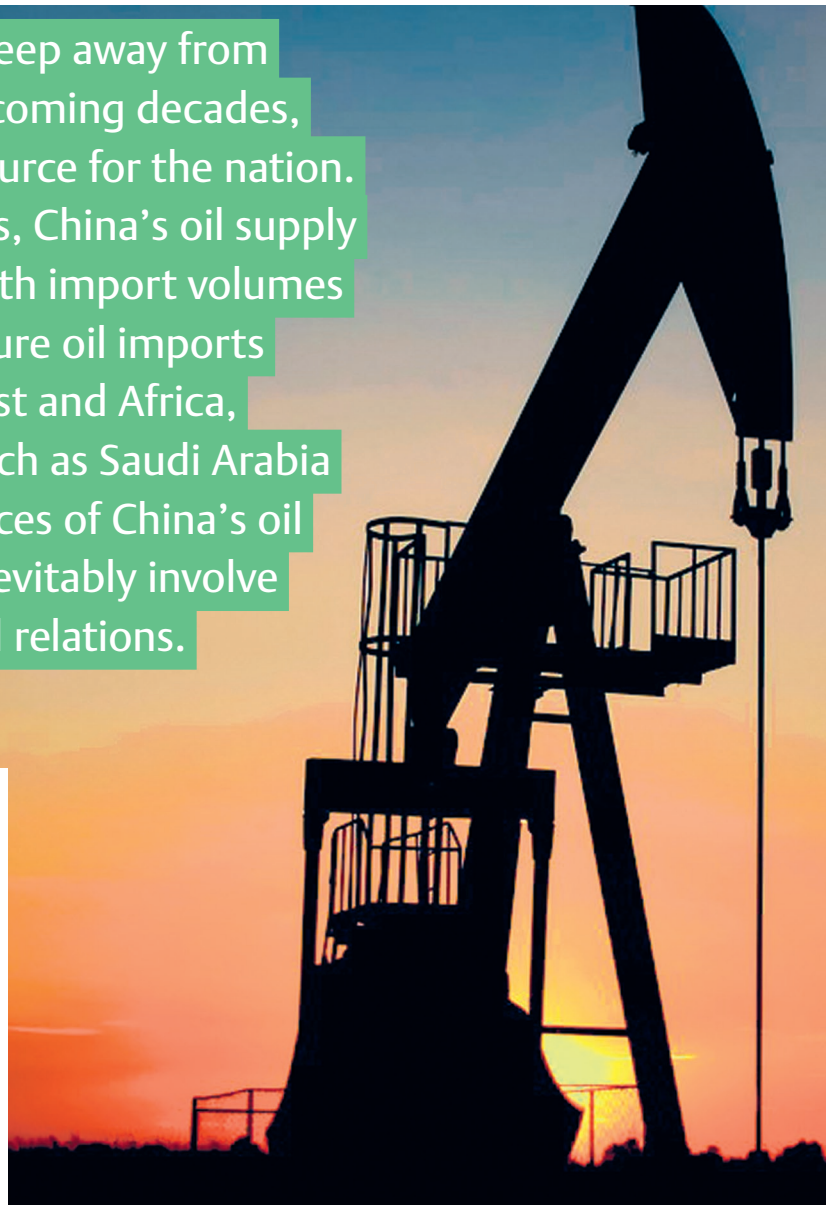 eep away from
coming decades,
urce for the nation.
s, China’s oil supply
th import volumes
ure oil imports
st and Africa,
ch as Saudi Arabia
ces of China’s oil
evitably involve
relations.